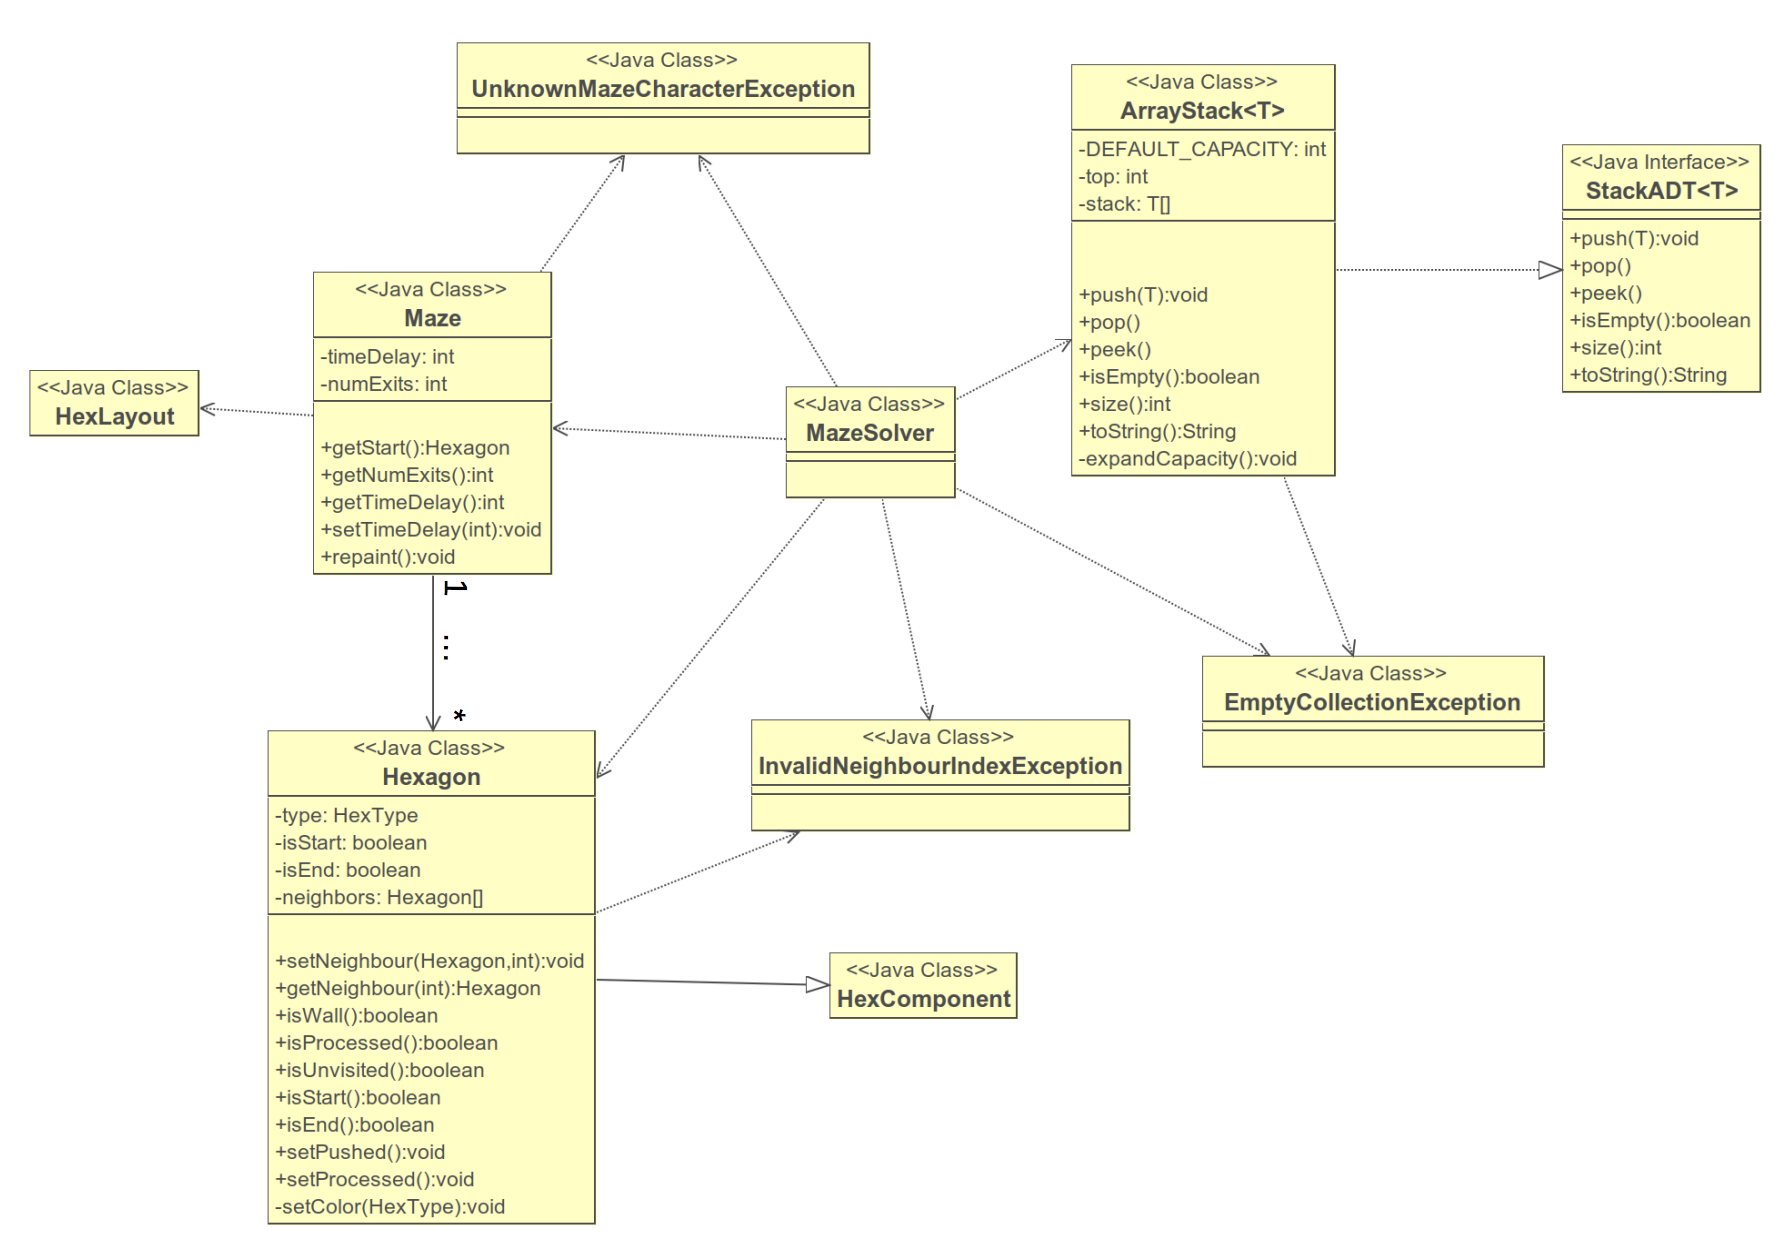 <<Java Class>>
UnknownMazeCharacterException
<<Java Class>>
ArrayStack<T>
-DEFAULT_CAPACITY: int
-top: int
-stack: T[]
+push(T):void
+pop()
+peek()
+isEmpty():boolean
+size():int
+toString():String
-expandCapacity():void
<<Java Interface>>
StackADT<T>
+push(T):void
+pop()
+peek()
+isEmpty():boolean
+size():int
+toString():String
<<Java Class>>
Maze
-timeDelay: int
-numExits: int
+getStart():Hexagon
+getNumExits():int
+getTimeDelay():int
+setTimeDelay(int):void
+repaint():void
<<Java Class>>
HexLayout
<<Java Class>>
MazeSolver
1 ... *
<<Java Class>>
EmptyCollectionException
<<Java Class>>
InvalidNeighbourIndexException
<<Java Class>>
Hexagon
-type: HexType
-isStart: boolean
-isEnd: boolean
-neighbors: Hexagon[]
+setNeighbour(Hexagon,int):void
+getNeighbour(int):Hexagon
+isWall():boolean
+isProcessed():boolean
+isUnvisited():boolean
+isStart():boolean
+isEnd():boolean
+setPushed():void
+setProcessed():void
-setColor(HexType):void
<<Java Class>>
HexComponent